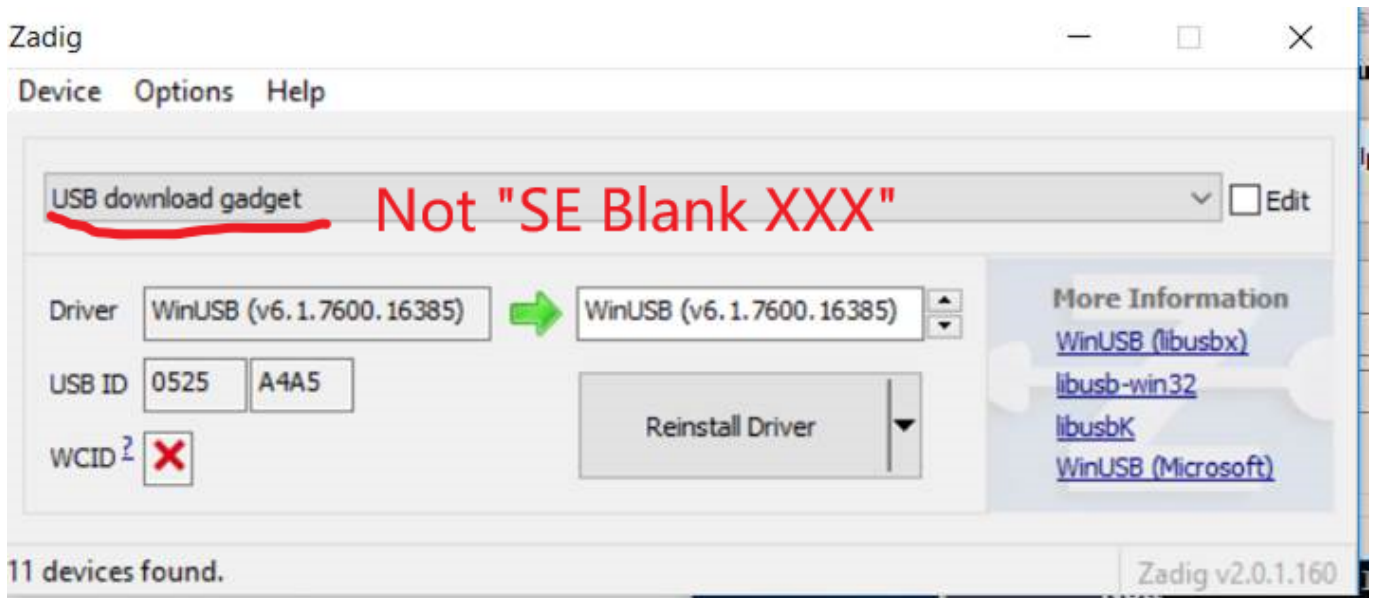 Zadig
Device Options Help
USB download gadget Not "SE Blank XXX" Edit
Driver WinUSB (v6.1.7600.16385) WinUSB (v6.1.7600.16385) More Information
WinUSB (libusbx)
USB ID 0525 A4A5 libusb-win32
Reinstall Driver libusbK
WCID ? WinUSB (Microsoft)
11 devices found. Zadig v2.0.1.160